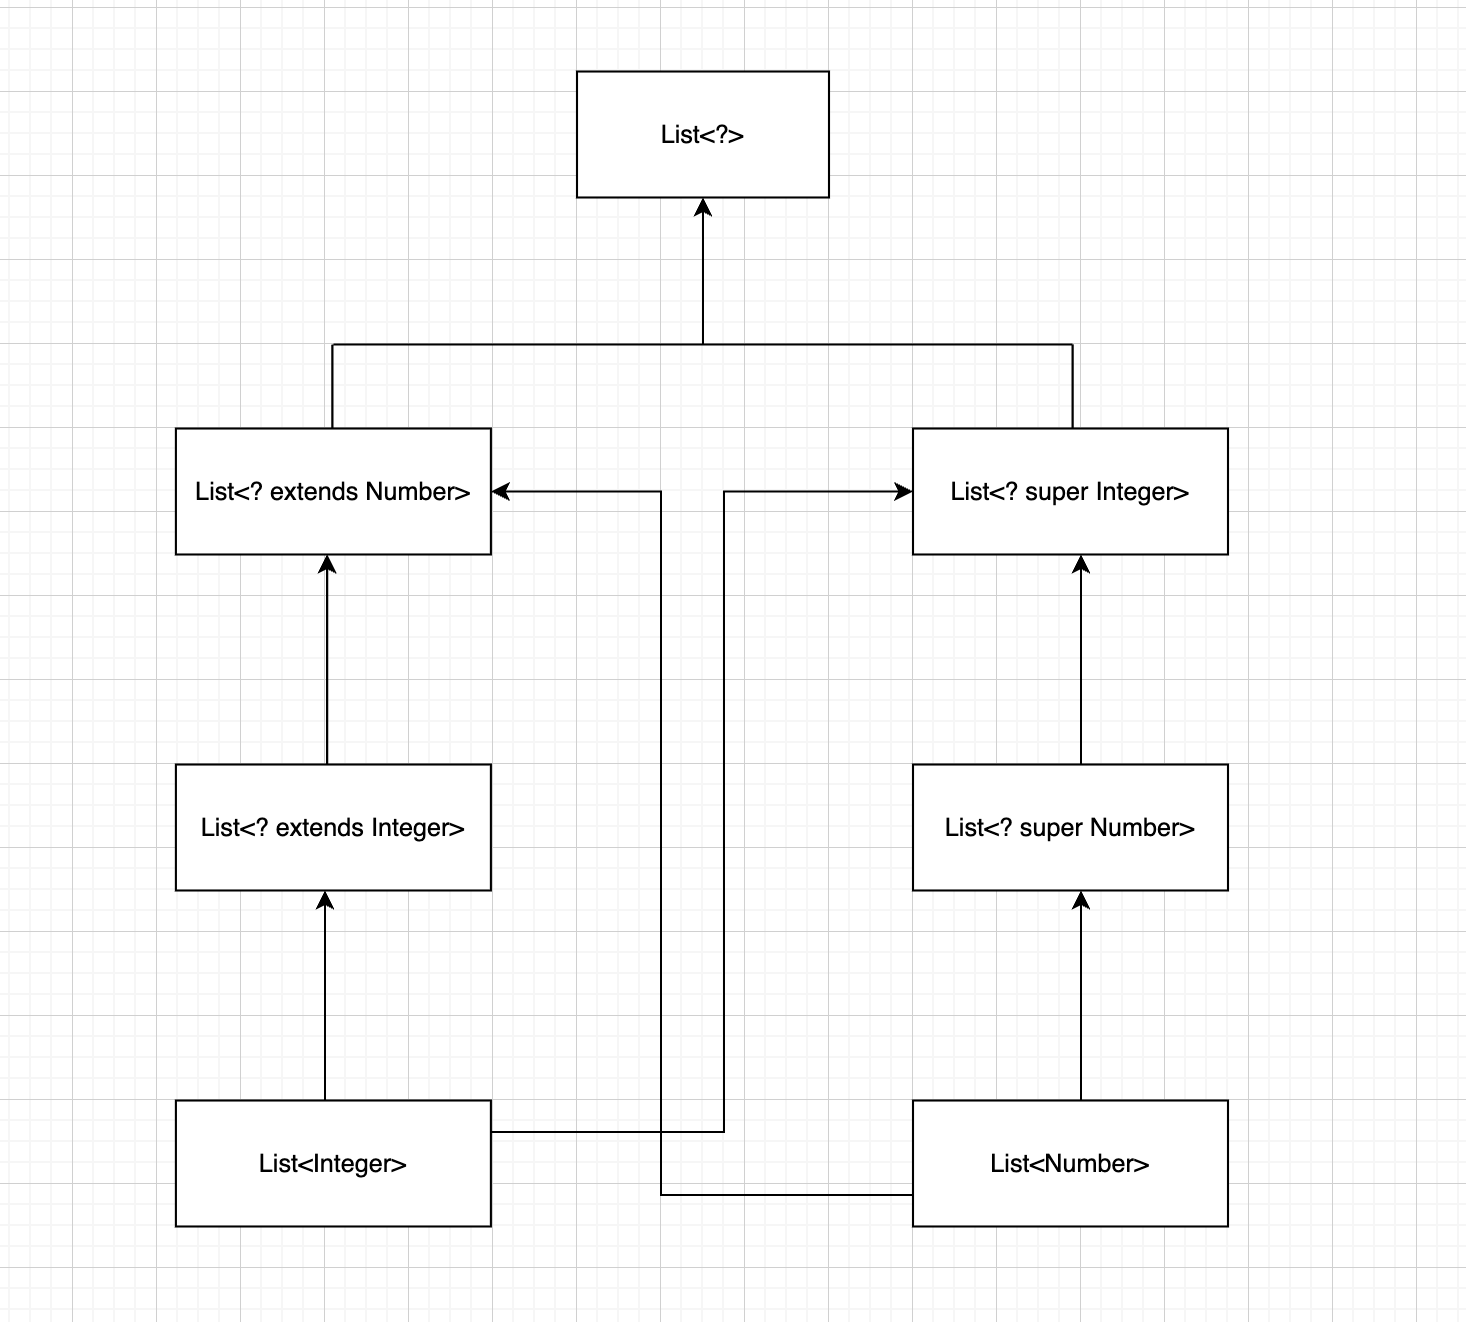 List<?>
List<? extends Number>
List<? super Integer>
List<? extends Integer>
List<? super Number>
List<Integer>
List<Number>